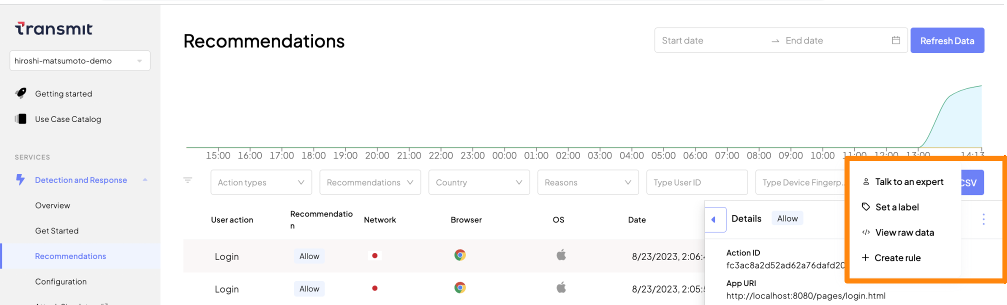 Transmit
hiroshi-matsumoto-demo
Getting started
Use Case Catalog
SERVICES
Detection and Response
Overview
Get Started
Recommendations
Configuration
Recommendations
Start date → End date
Refresh Data
15:00 16:00 17:00 18:00 19:00 20:00 21:00 22:00 23:00 00:00 01:00 02:00 03:00 04:00 05:00 06:00 07:00 08:00 09:00 10:00 11:00 12:00 13:00 14:13
Action types
Recommendations
Country
Reasons
Type User ID
Type Device Fingerp...
CSV
User action
Recommendatio
n
Network
Browser
OS
Date
Login Allow 8/23/2023, 2:06:
Login Allow 8/23/2023, 2:05:
Details Allow
Action ID
fc3ac8a2d52ad62a76dafd20
App URI
http://localhost:8080/pages/login.html
Talk to an expert
Set a label
</> View raw data
+ Create rule